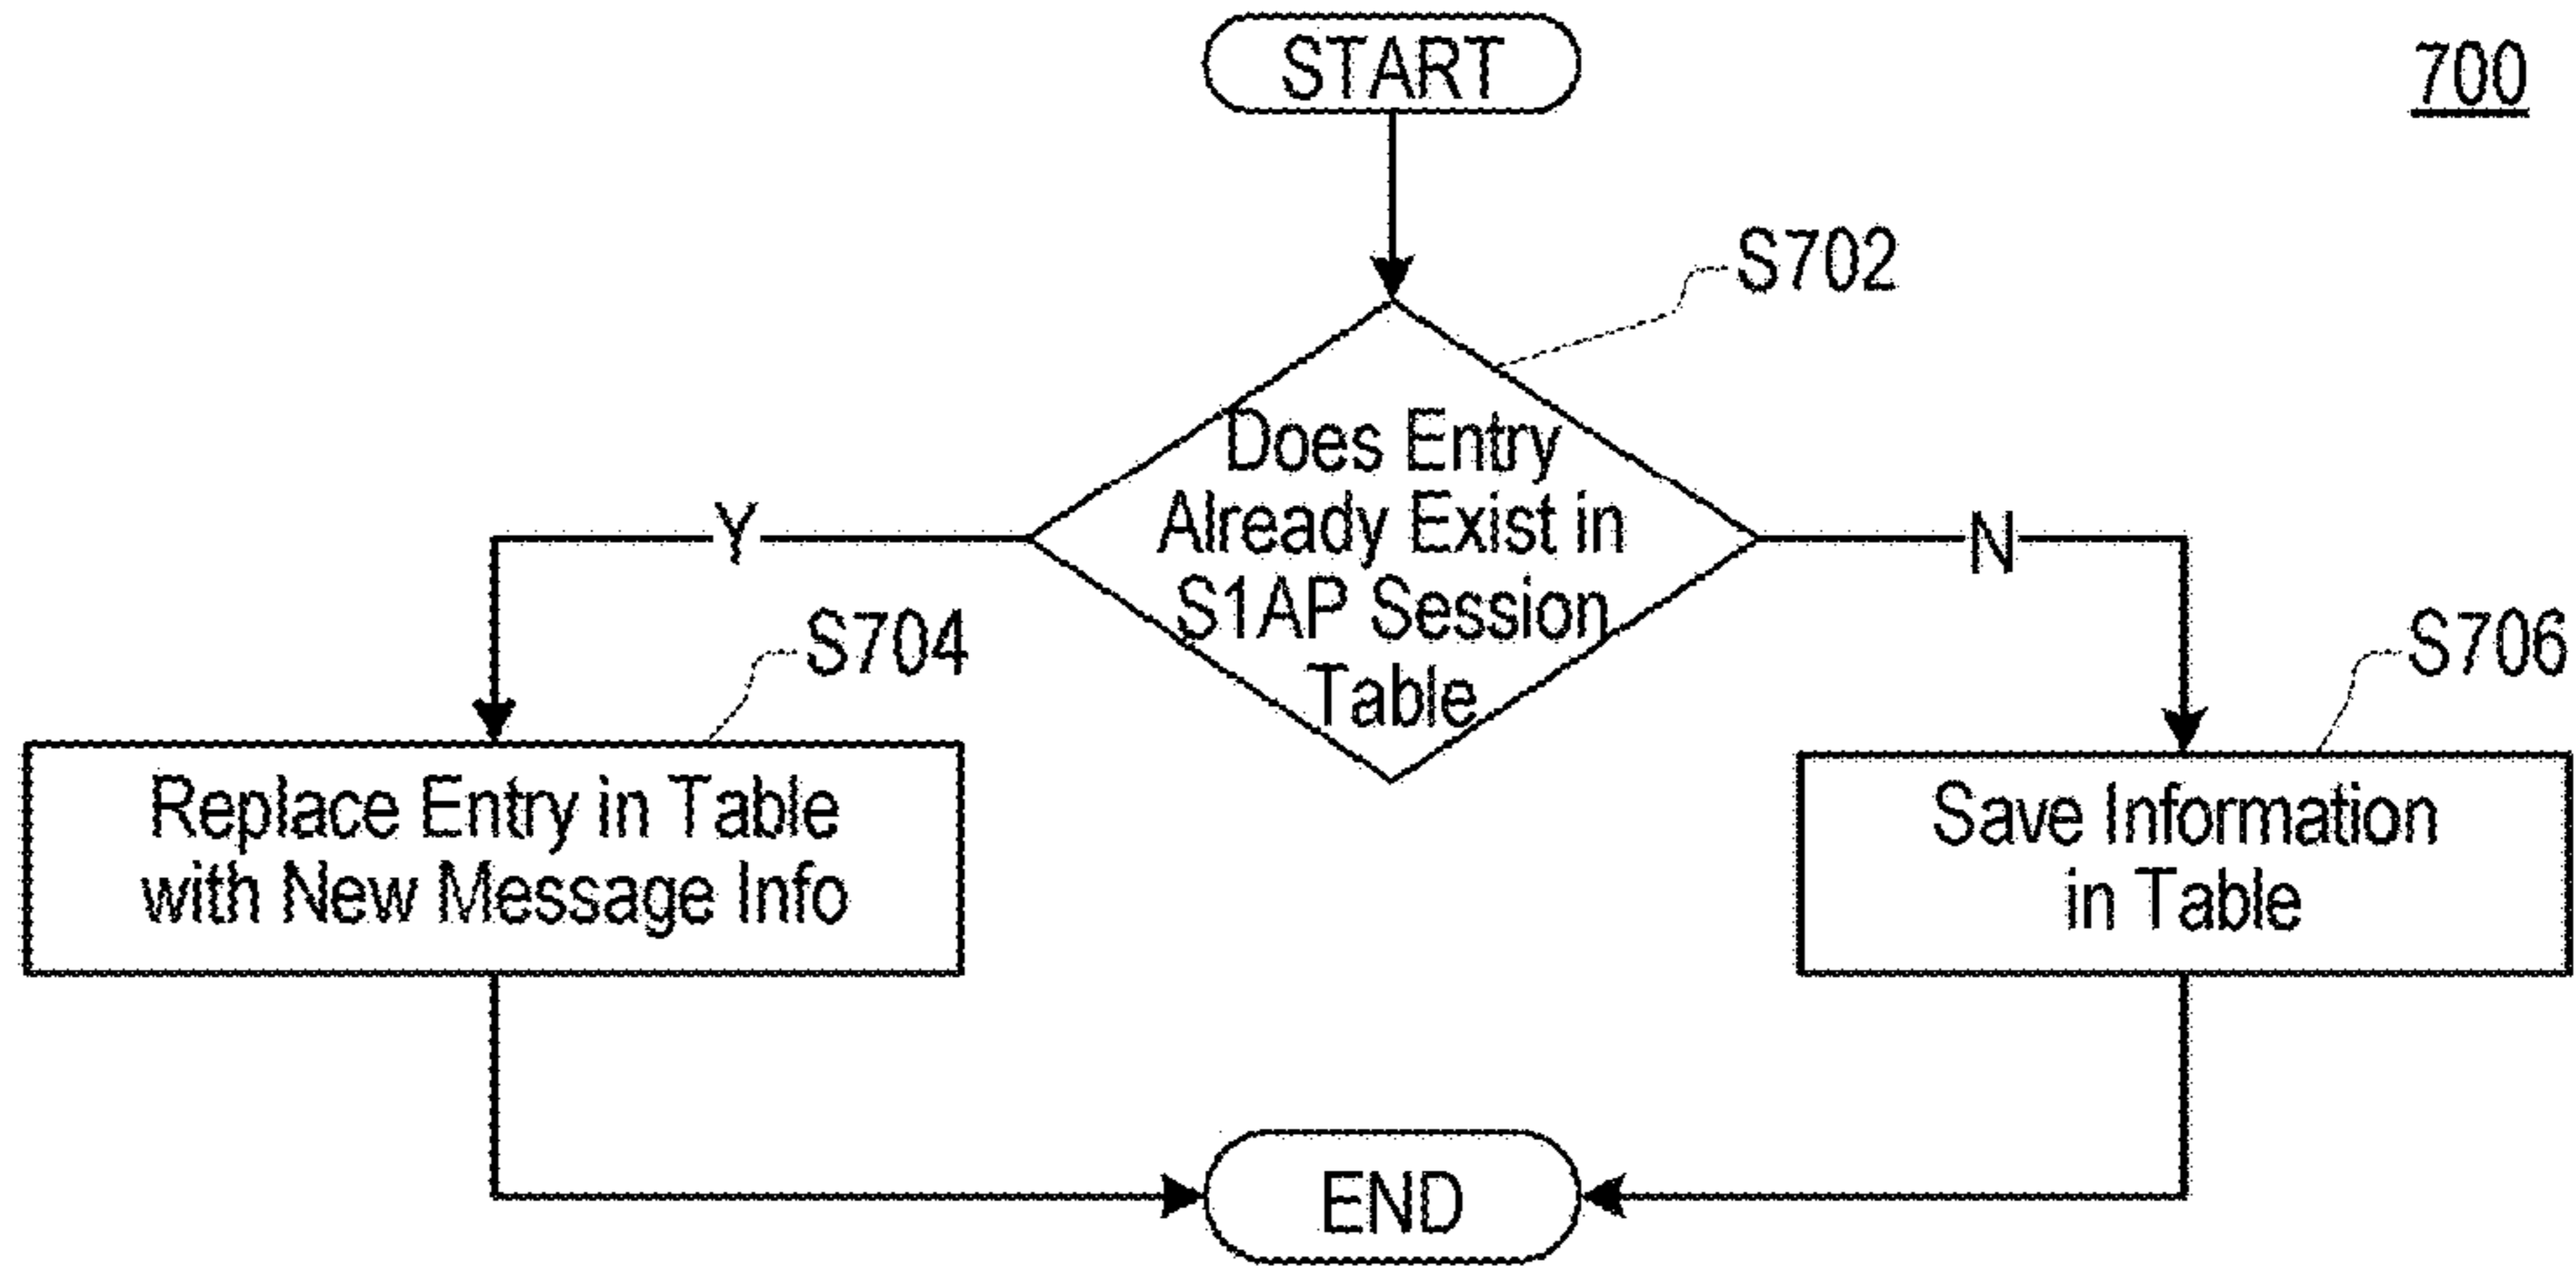 START
700
S702
Does Entry
Already Exist in
S1AP Session
Table
Y
N
S704
S706
Replace Entry in Table
with New Message Info
Save Information
in Table
END